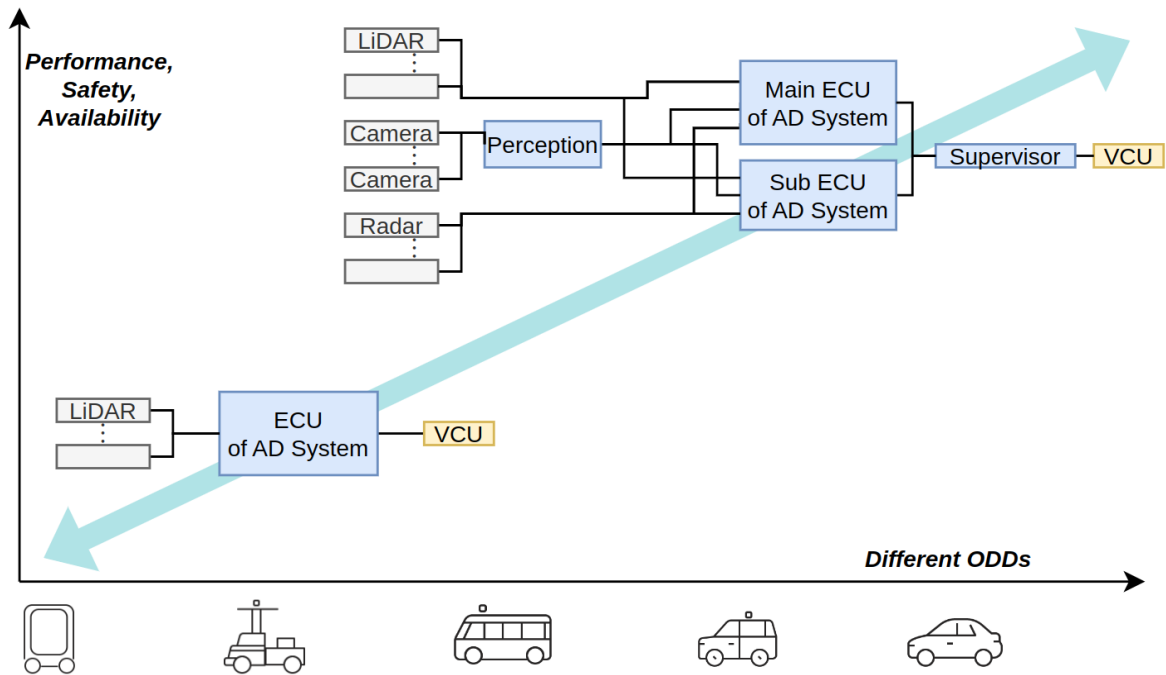 Performance,
Safety,
Availability
LiDAR
Camera
Camera
Radar
Perception
Main ECU
of AD System
Sub ECU
of AD System
Supervisor
VCU
LiDAR
ECU
of AD System
VCU
Different ODDs